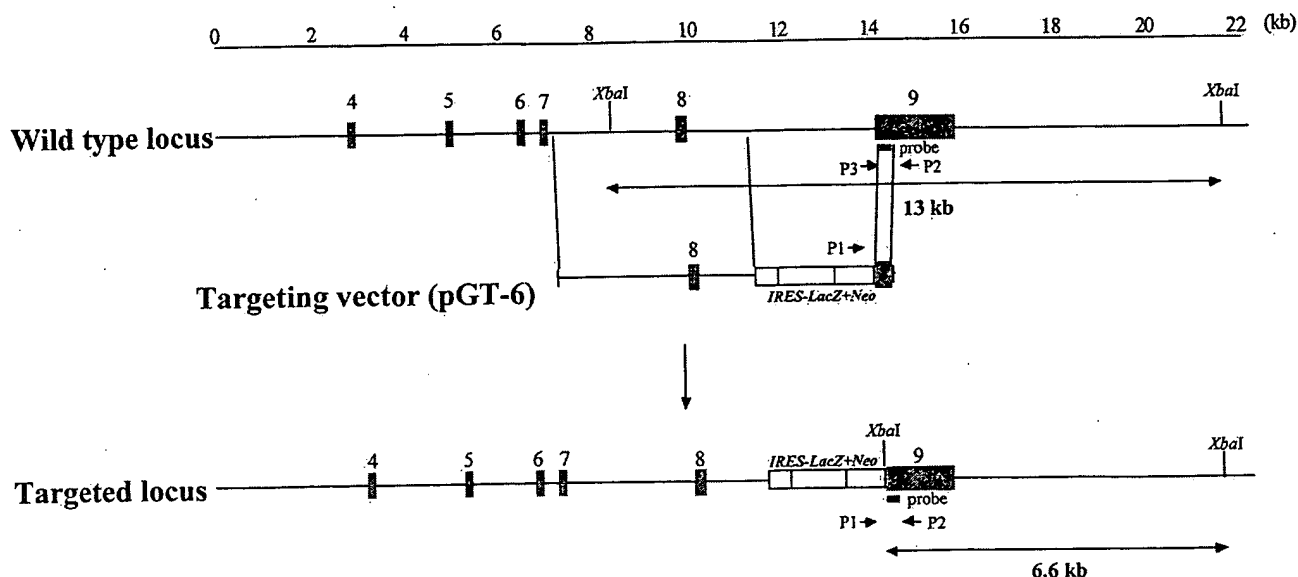 0 2 4 6 8 10 12 14 16 18 20 22 (kb)
4 5 6 7 XbaI 8 9 XbaI
Wild type locus
probe
P3 P2
13 kb
P1
8
Targeting vector (pGT-6)
IRES-LacZ+Neo
XbaI XbaI
4 5 6 7 8 IRES-LacZ+Neo 9
Targeted locus
probe
P1 P2
6.6 kb